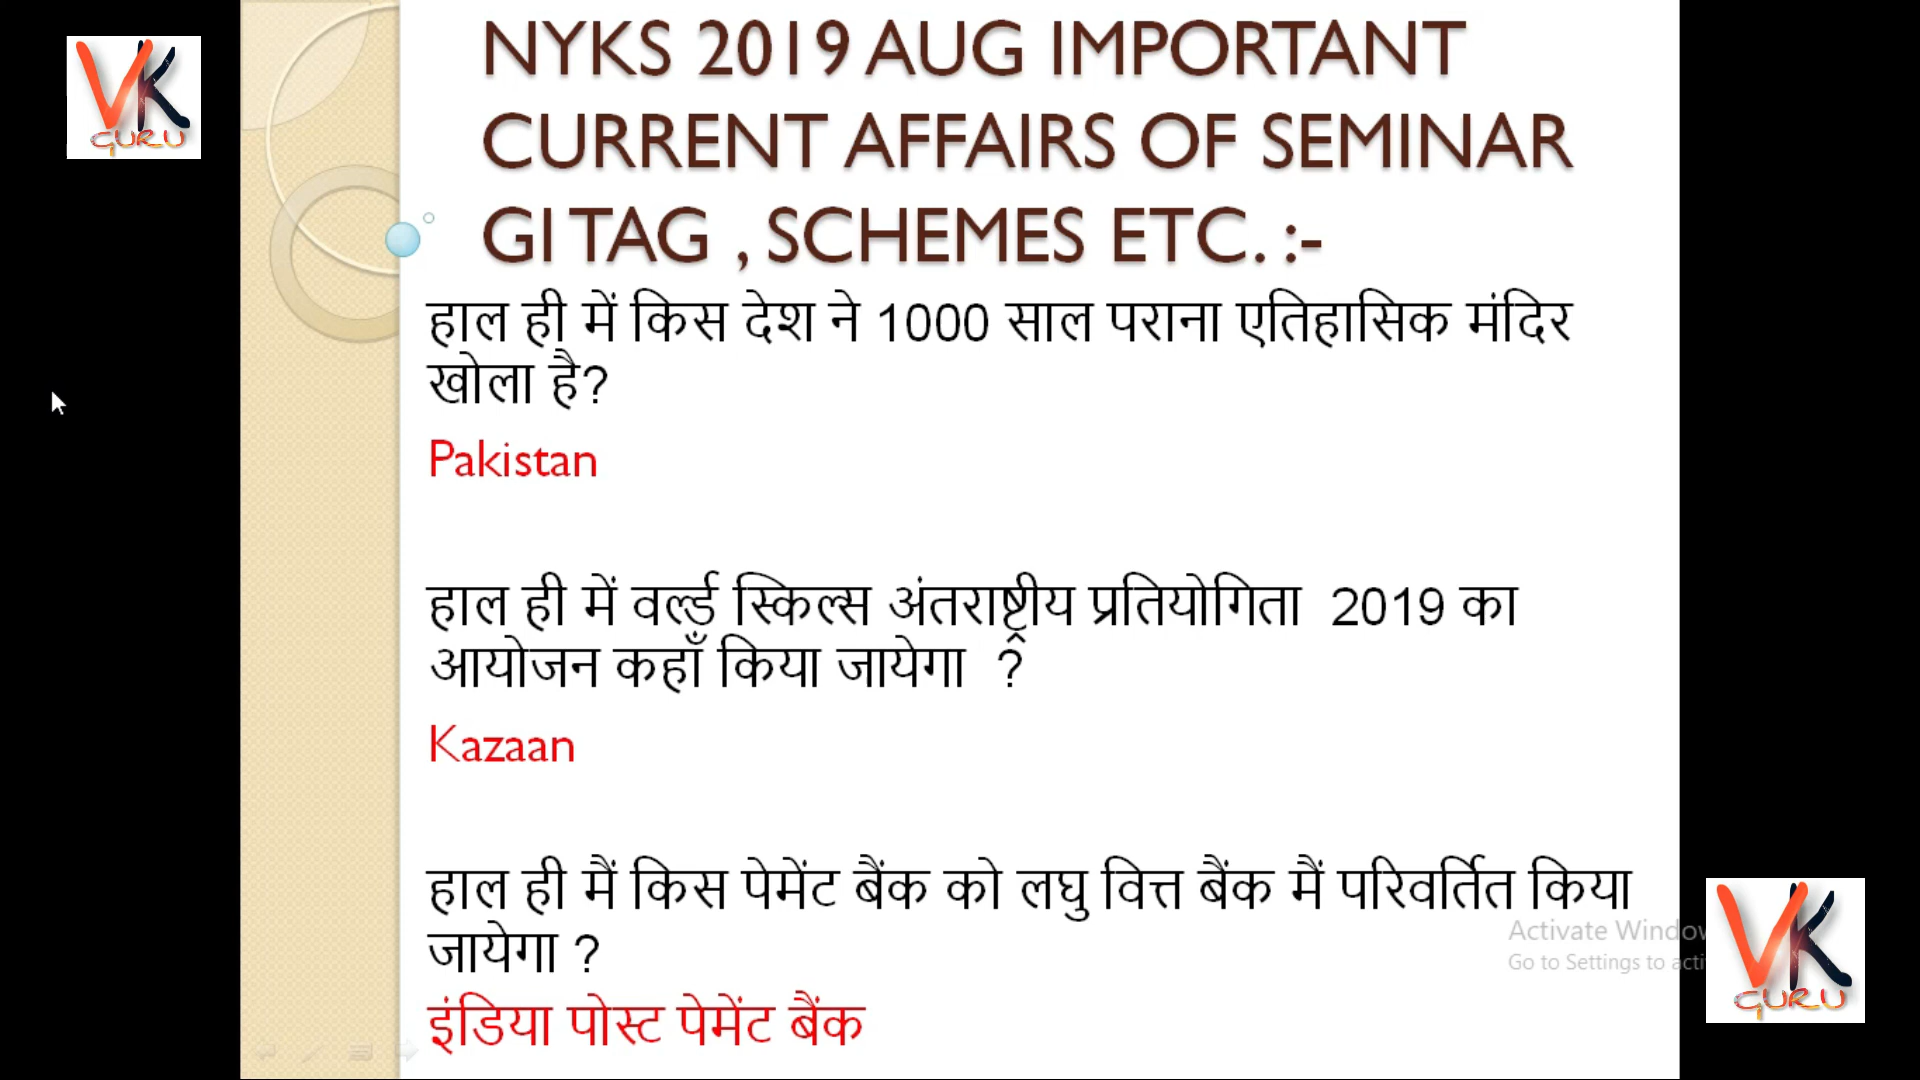 VK
GURU
NYKS 2019 AUG IMPORTANT
CURRENT AFFAIRS OF SEMINAR
GI TAG , SCHEMES ETC. :-
हाल ही में किस देश ने 1000 साल पराना एतिहासिक मंदिर
खोला है?
Pakistan
हाल ही में वर्ल्ड स्किल्स अंतराष्ट्रीय प्रतियोगिता 2019 का
आयोजन कहाँ किया जायेगा ?
Kazaan
हाल ही मैं किस पेमेंट बैंक को लघु वित्त बैंक मैं परिवर्तित किया
जायेगा ?
इंडिया पोस्ट पेमेंट बैंक
Activate Window
Go to Settings to acti
VK
GURU